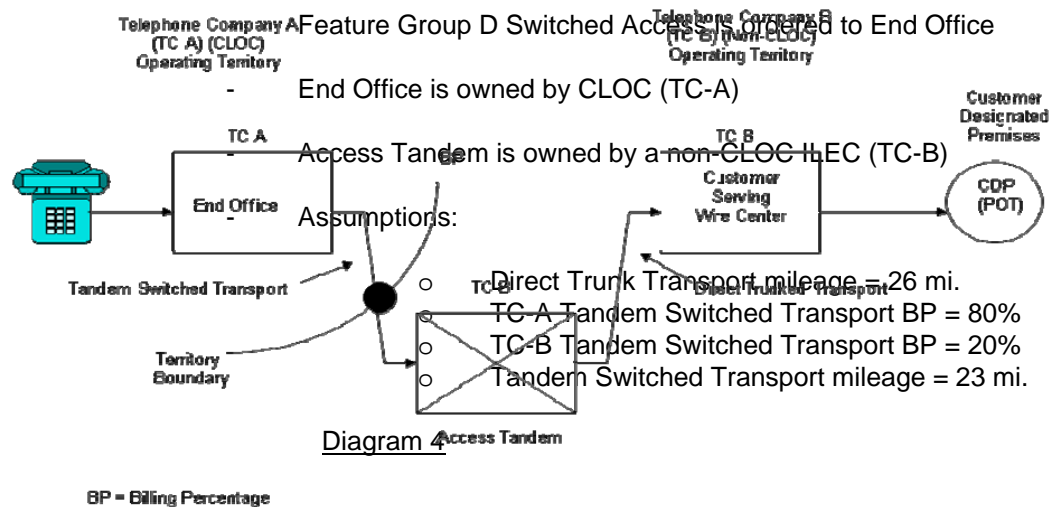 Telephone Company A
(TC A) (CLOC)
Operating Territory
Telephone Company B
(TC B) (Non-CLOC)
Operating Territory
Feature Group D Switched Access is ordered to End Office
- End Office is owned by CLOC (TC-A)
Customer
Designated
Premises
TC A
TC B
- Access Tandem is owned by a non-CLOC ILEC (TC-B)
BP
End Office
Customer
Serving
Wire Center
CDP
(POT)
- Assumptions:
Tandem Switched Transport
TC B
Direct Trunked Transport
o Direct Trunk Transport mileage = 26 mi.
o TC-A Tandem Switched Transport BP = 80%
o TC-B Tandem Switched Transport BP = 20%
o Tandem Switched Transport mileage = 23 mi.
Territory
Boundary
Diagram 4
Access Tandem
BP = Billing Percentage